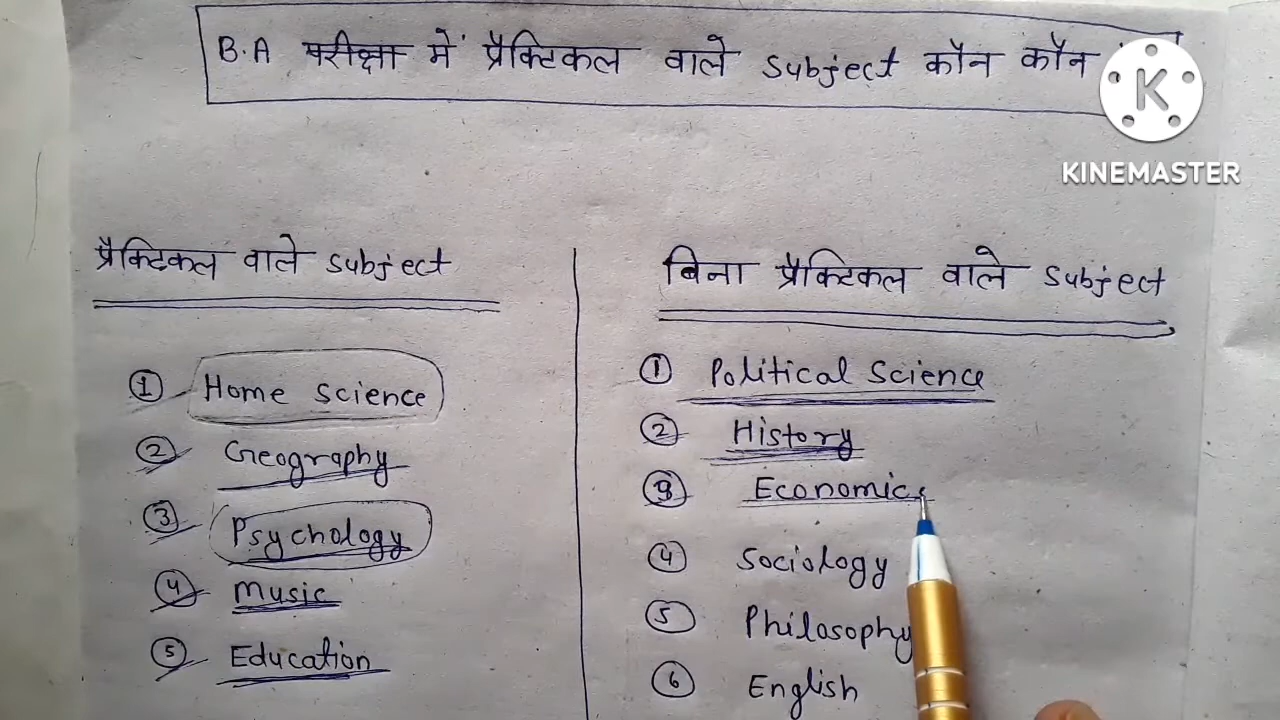 B.A परीक्षा में प्रैक्टिकल वाले subject कौन कौन
KINEMASTER
प्रैक्टिकल वाले subject
① Home science
② Geography
③ Psychology
④ Music
⑤ Education
बिना प्रैक्टिकल वाले subject
① Political science
② History
③ Economics
④ Sociology
⑤ Philosophy
⑥ English